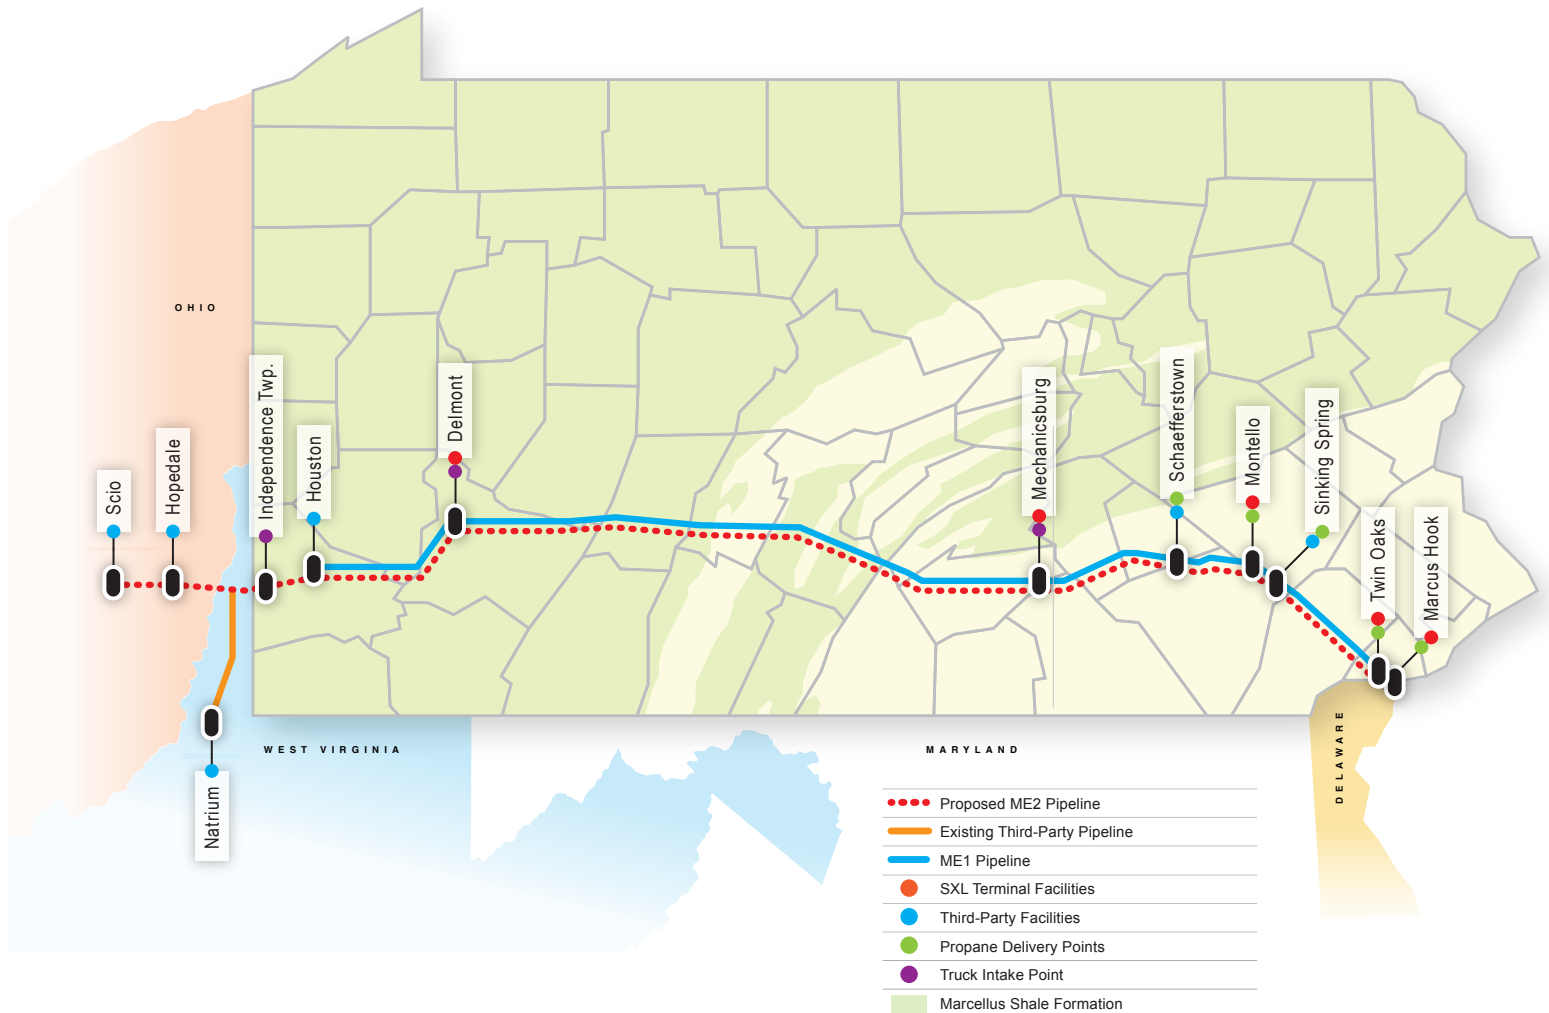 OHIO
Scio
Hopedale
Independence Twp.
Houston
Delmont
Mechanicsburg
Schaefferstown
Montello
Sinking Spring
Twin Oaks
Marcus Hook
Natrium
WEST VIRGINIA
MARYLAND
DELAWARE
Proposed ME2 Pipeline
Existing Third-Party Pipeline
ME1 Pipeline
SXL Terminal Facilities
Third-Party Facilities
Propane Delivery Points
Truck Intake Point
Marcellus Shale Formation